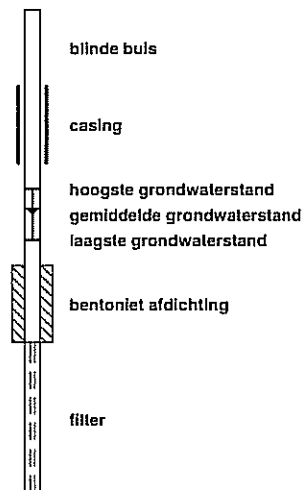 blinde buis
casing
hoogste grondwaterstand
gemiddelde grondwaterstand
laagste grondwaterstand
bentoniet afdichting
filter